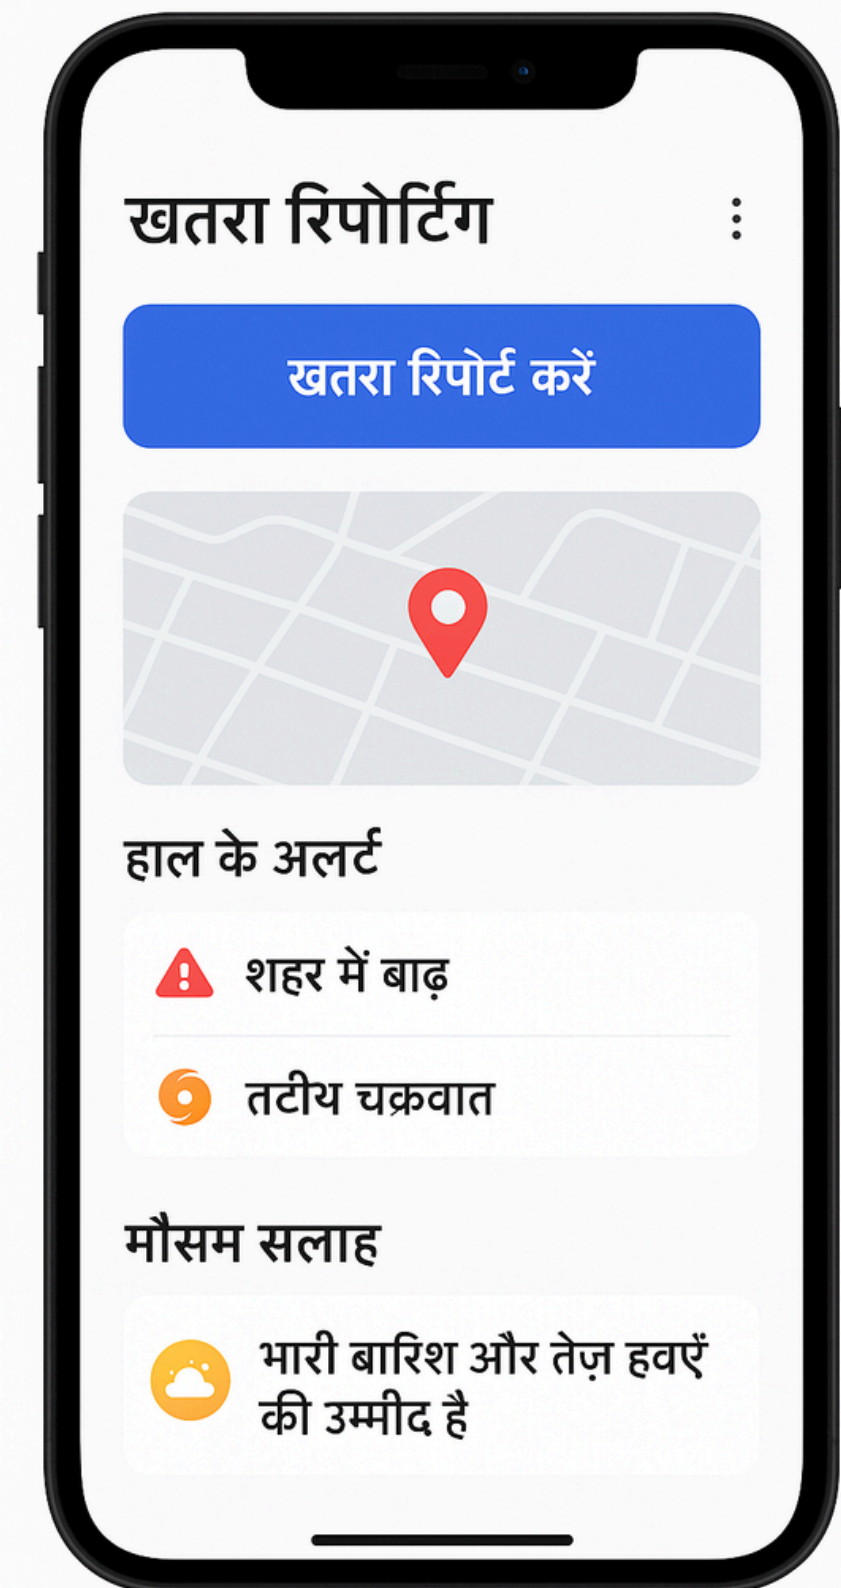 खतरा रिपोर्टिग
खतरा रिपोर्ट करें
हाल के अलर्ट
शहर में बाढ़
तटीथ चक्रवात
मौसम सलाह
भारी बारिश और तेज़ हवएें
की उम्मीद है